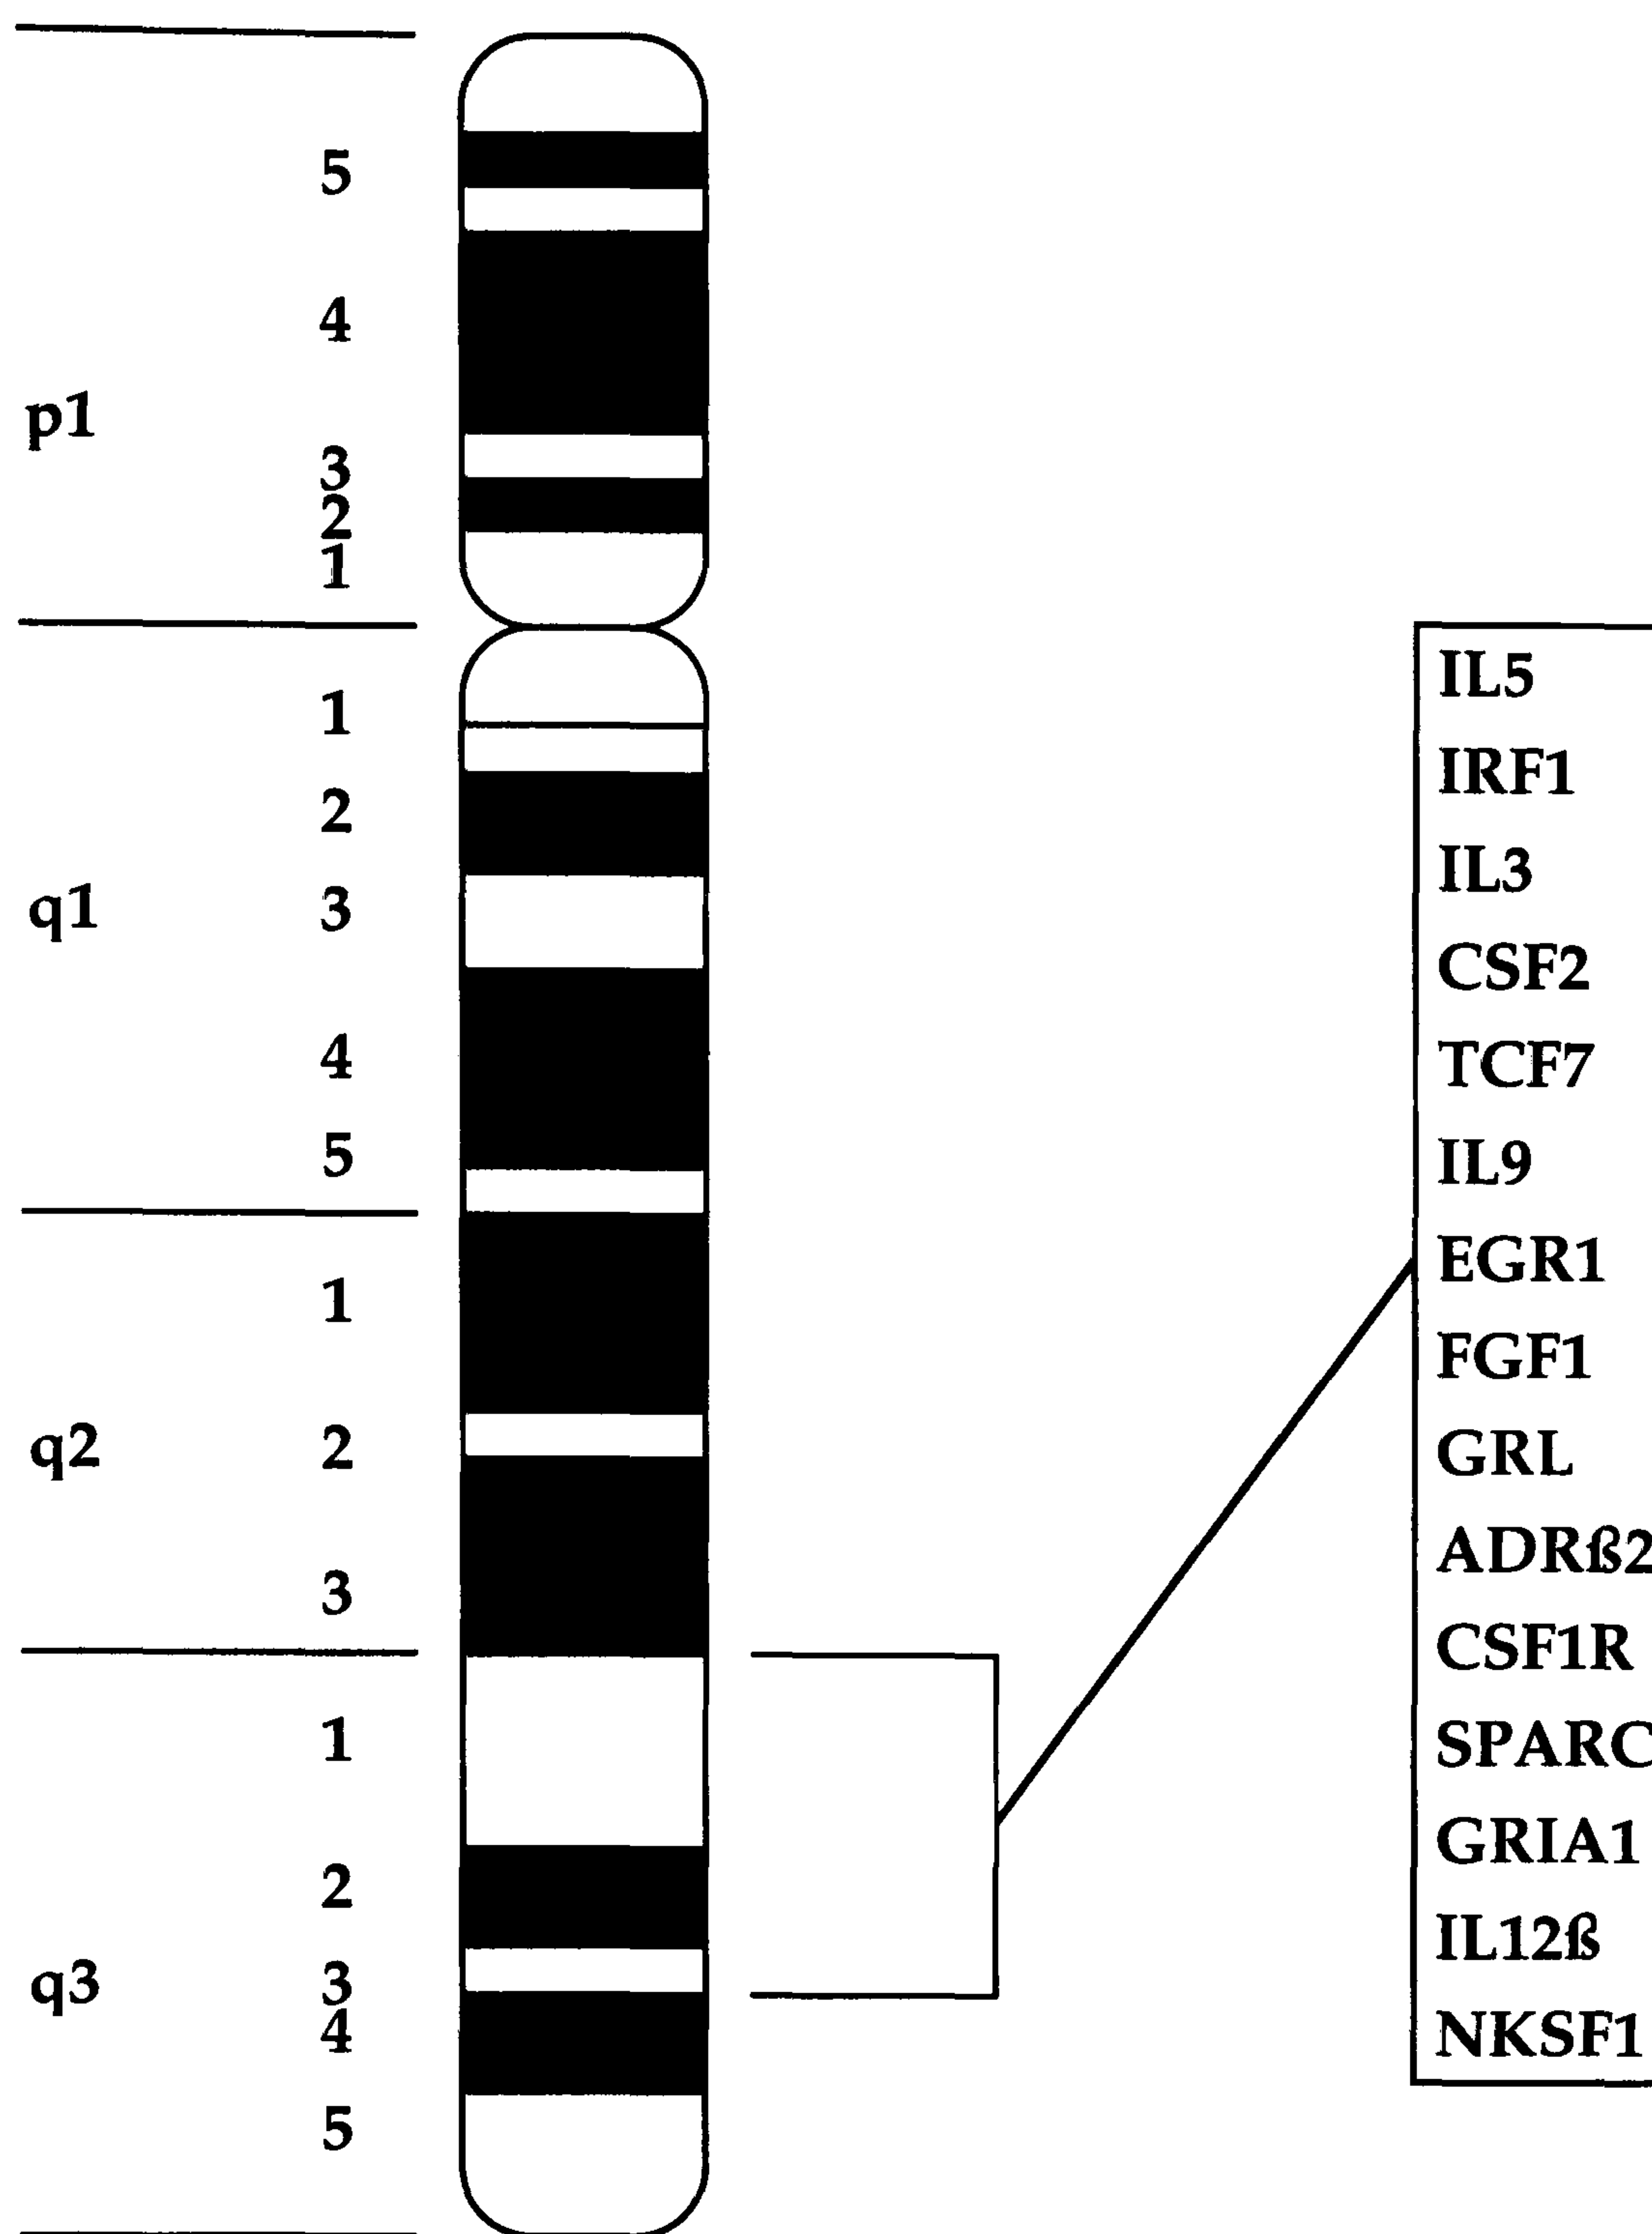 p1
5
4
3
2
1
q1
1
2
3
4
5
q2
1
2
3
q3
1
2
3
4
5
IL5
IRF1
IL3
CSF2
TCF7
IL9
EGR1
FGF1
GRL
ADRß2
CSF1R
SPARC
GRIA1
IL12ß
NKSF1